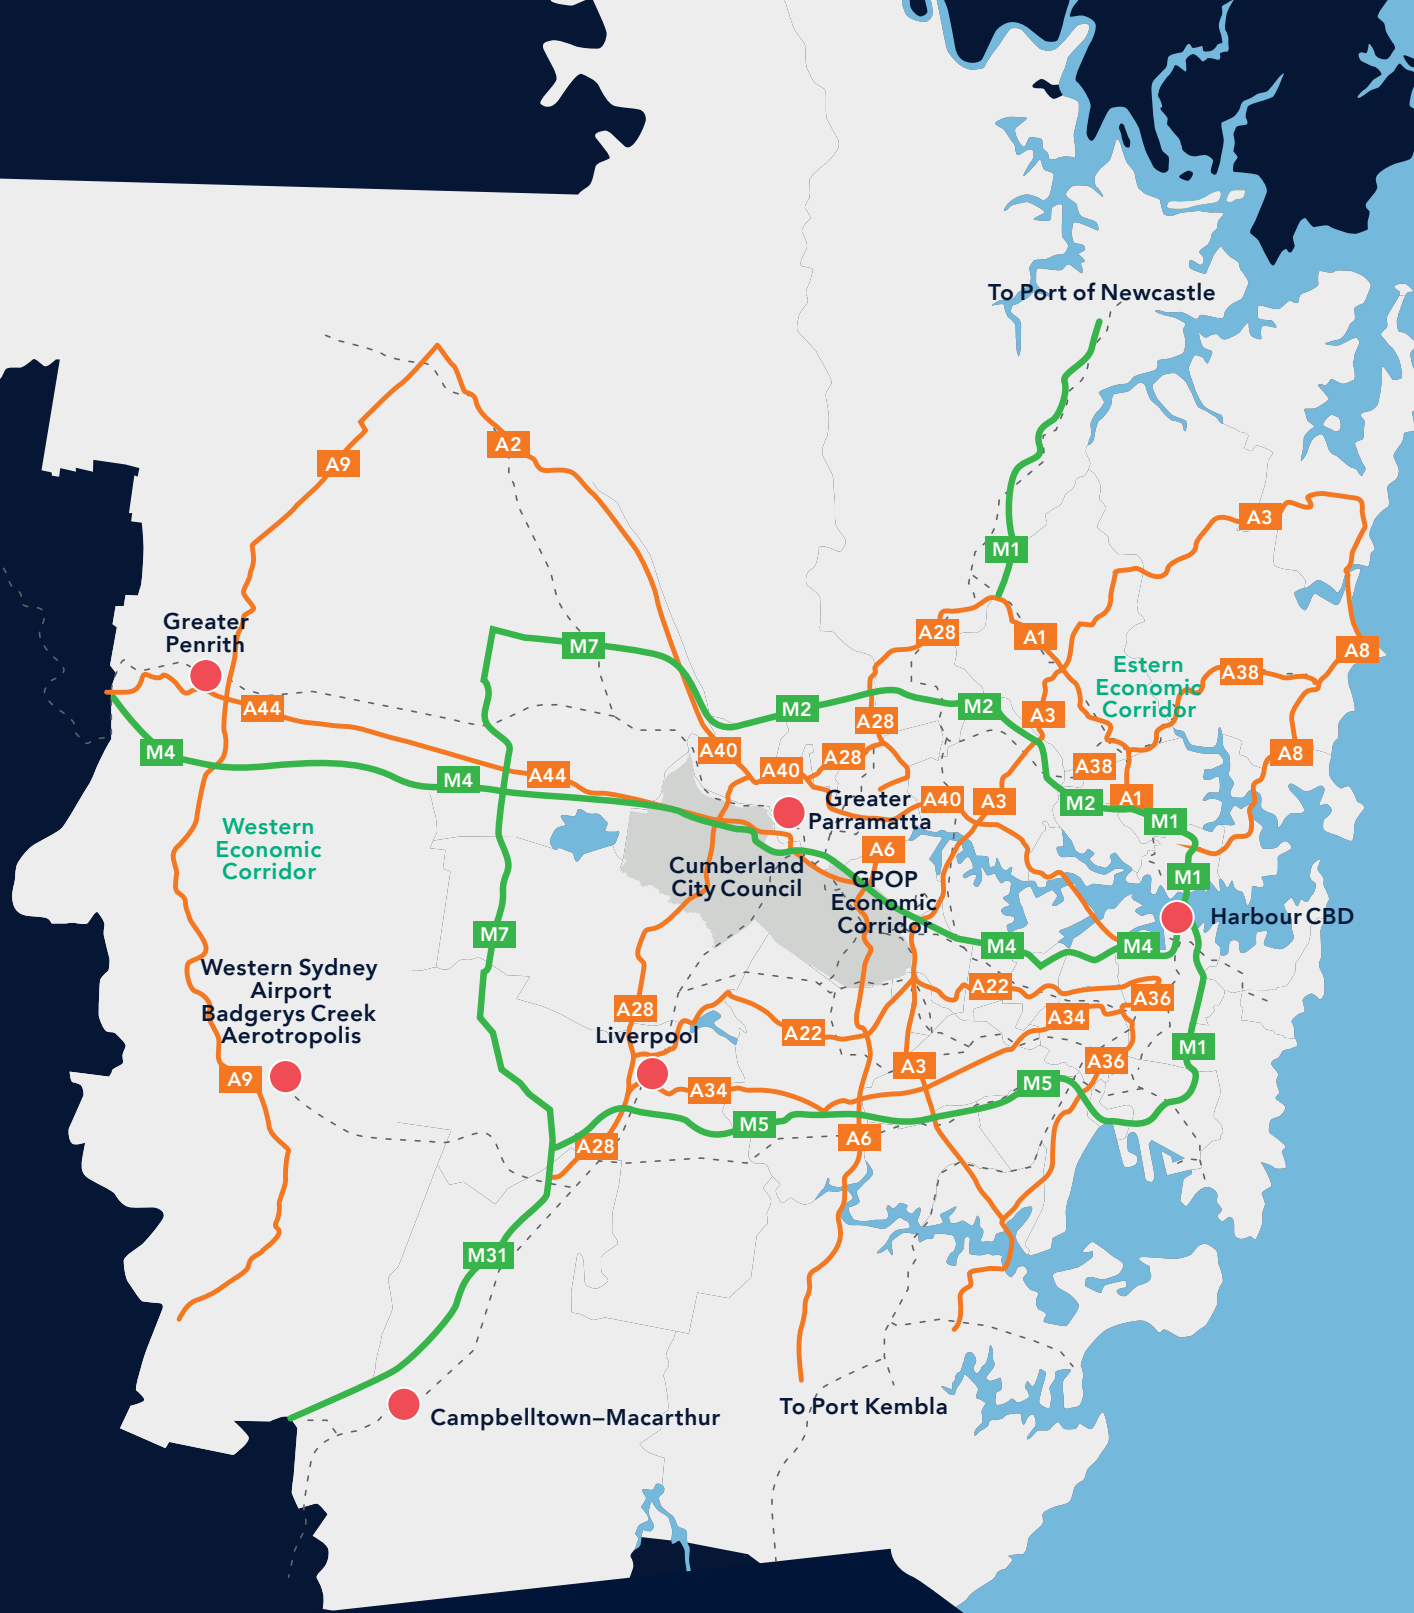 To Port of Newcastle
A9
A2
A3
M1
Greater
Penrith
M7
A28
A1
A8
Estern
Economic
Corridor
A38
A44
M2
M2
A28
A3
M4
A40
A28
A38
A8
A44
M4
A40
A40
A3
M2
A1
Greater
Parramatta
M1
Western
Economic
Corridor
A6
Cumberland
City Council
GPOP
Economic
Corridor
M1
Harbour CBD
M7
M4
M4
Western Sydney
Airport
Badgerys Creek
Aerotropolis
A28
A22
A36
A34
Liverpool
A22
M1
A9
A3
A36
A34
M5
M5
A28
A6
M31
To Port Kembla
Campbelltown–Macarthur